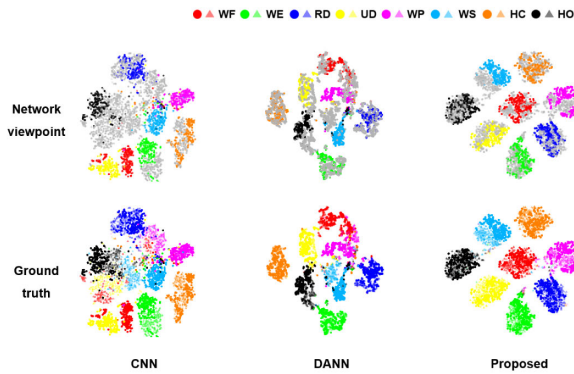 WF WE RD UD WP WS HC HO
Network
viewpoint
Ground
truth
CNN DANN Proposed